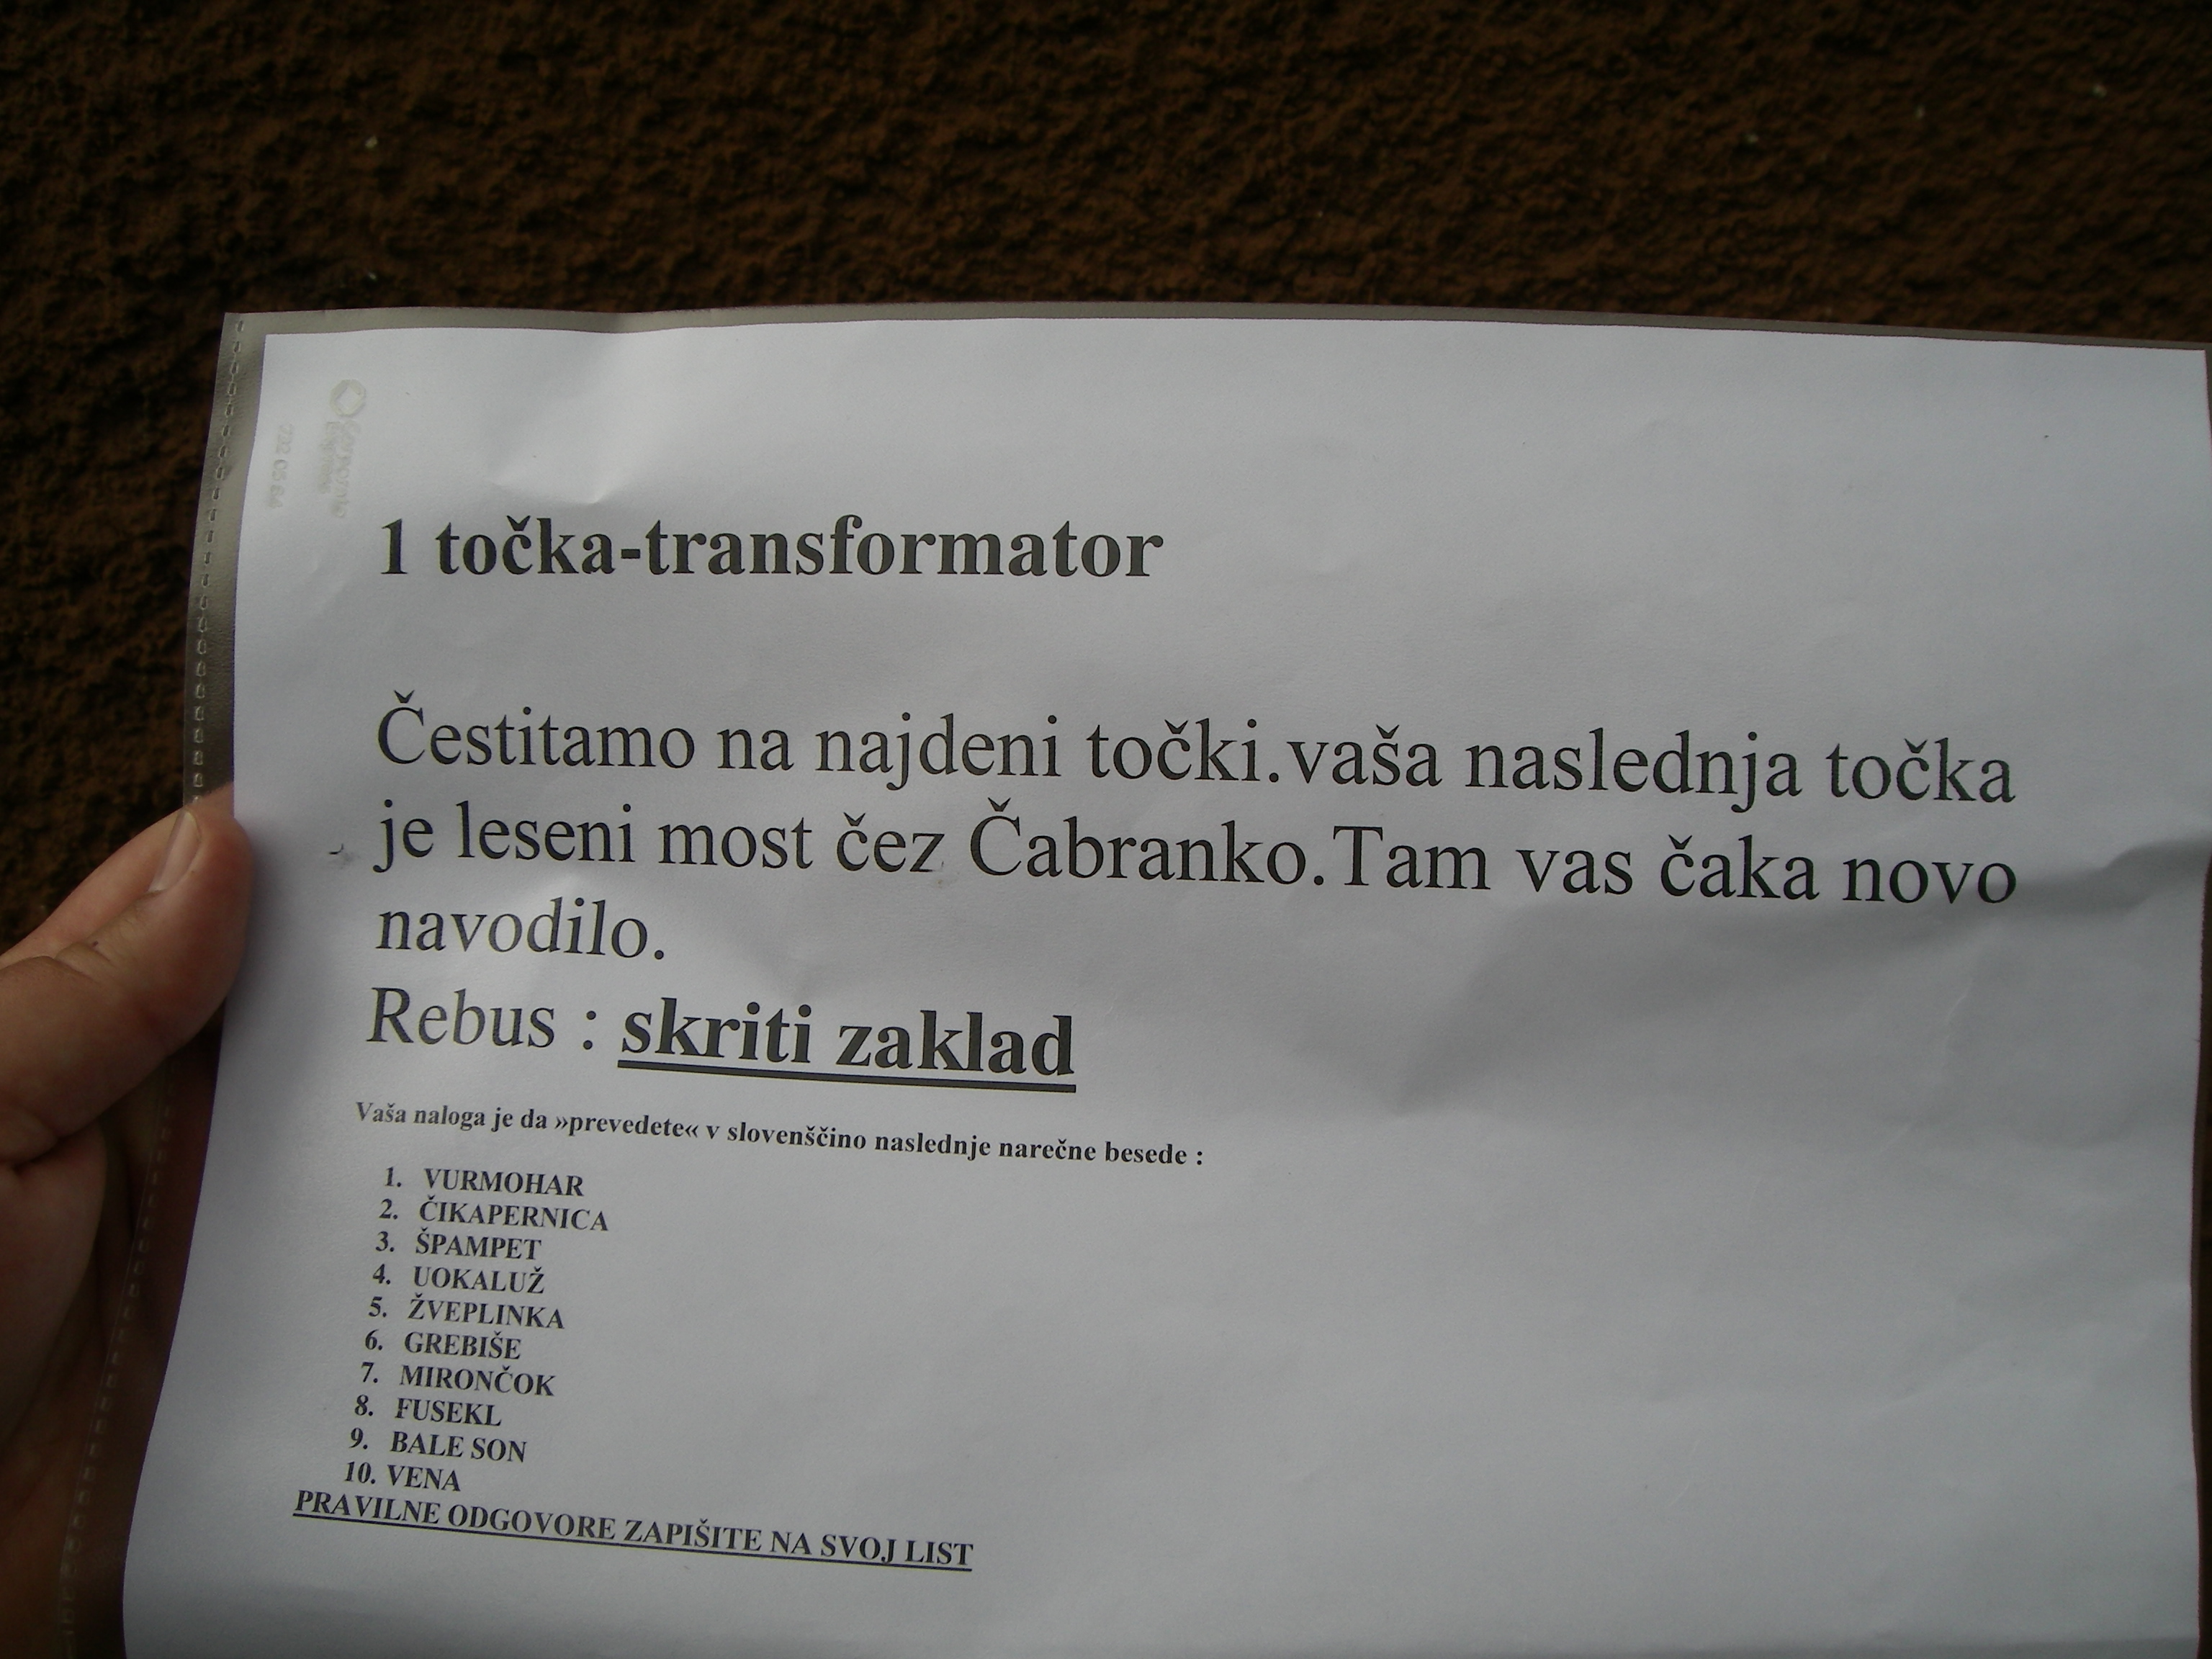 1 točka-transformator
Čestitamo na najdeni točki.vaša naslednja točka
je leseni most čez Čabranko.Tam vas čaka novo
navodilo.
Rebus : skriti zaklad
Vaša naloga je da »prevedete« v slovenščino naslednje narečne besede :
1. VURMOHAR
2. ČIKAPERNICA
3. ŠPAMPET
4. UOKALUŽ
5. ŽVEPLINKA
6. GREBIŠE
7. MIRONČOK
8. FUSEKL
9. BALE SON
10. VENA
PRAVILNE ODGOVORE ZAPIŠITE NA SVOJ LIST